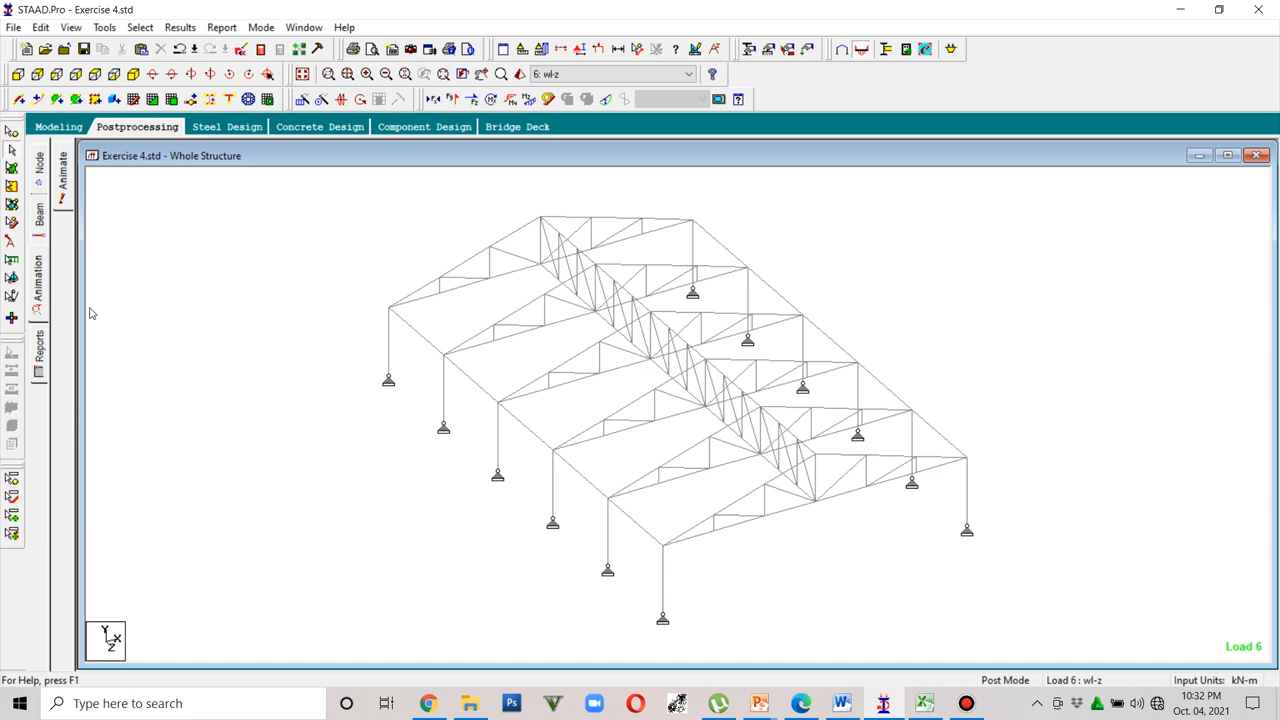 STAAD.Pro - Exercise 4.std
File Edit View Tools Select Results Report Mode Window Help
6: wl-z
Modeling Postprocessing Steel Design Concrete Design Component Design Bridge Deck
Exercise 4.std - Whole Structure
Node
Beam
Animation
Reports
Animate
Y
X
Z
Load 6
For Help, press F1
Post Mode Load 6 : wl-z Input Units: kN-m
Type here to search
10:32 PM
Oct. 04, 2021